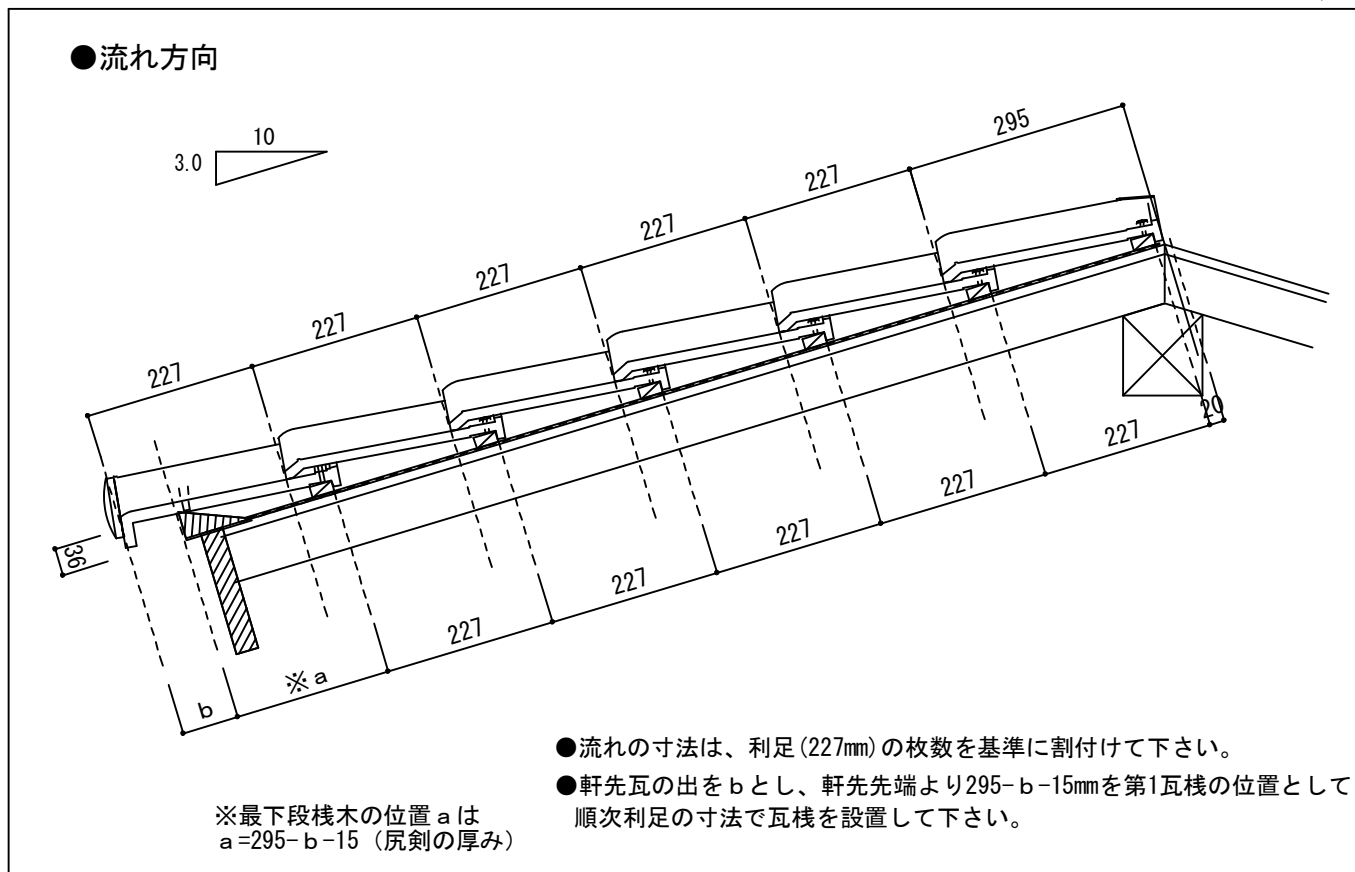 ●流れ方向
10
3.0
295
227
227
227
227
227
36
20
227
227
227
227
227
※a
b
●流れの寸法は、利足(227mm)の枚数を基準に割付けて下さい。
●軒先瓦の出をbとし、軒先先端より295-b-15mmを第1瓦桟の位置として
順次利足の寸法で瓦桟を設置して下さい。
※最下段桟木の位置aは
a=295-b-15 (尻剣の厚み)